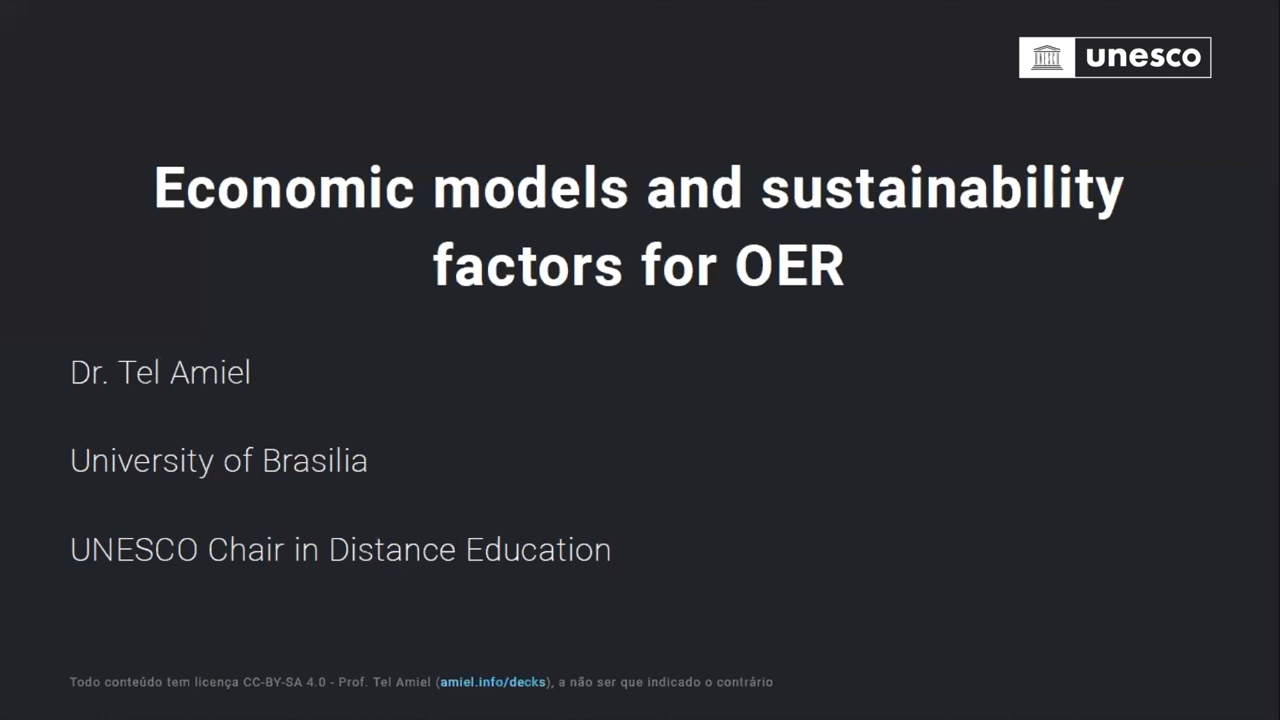 unesco
Economic models and sustainability
factors for OER
Dr. Tel Amiel
University of Brasilia
UNESCO Chair in Distance Education
Todo conteúdo tem licença CC-BY-SA 4.0 - Prof. Tel Amiel (amiel.info/decks), a não ser que indicado o contrário